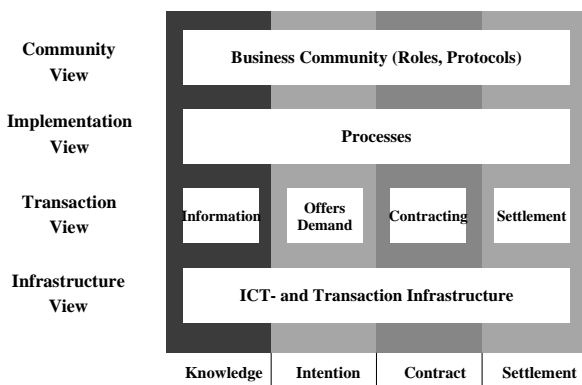 Community
View
Business Community (Roles, Protocols)
Implementation
View
Processes
Transaction
View
Information
Offers
Demand
Contracting
Settlement
Infrastructure
View
ICT- and Transaction Infrastructure
Knowledge
Intention
Contract
Settlement